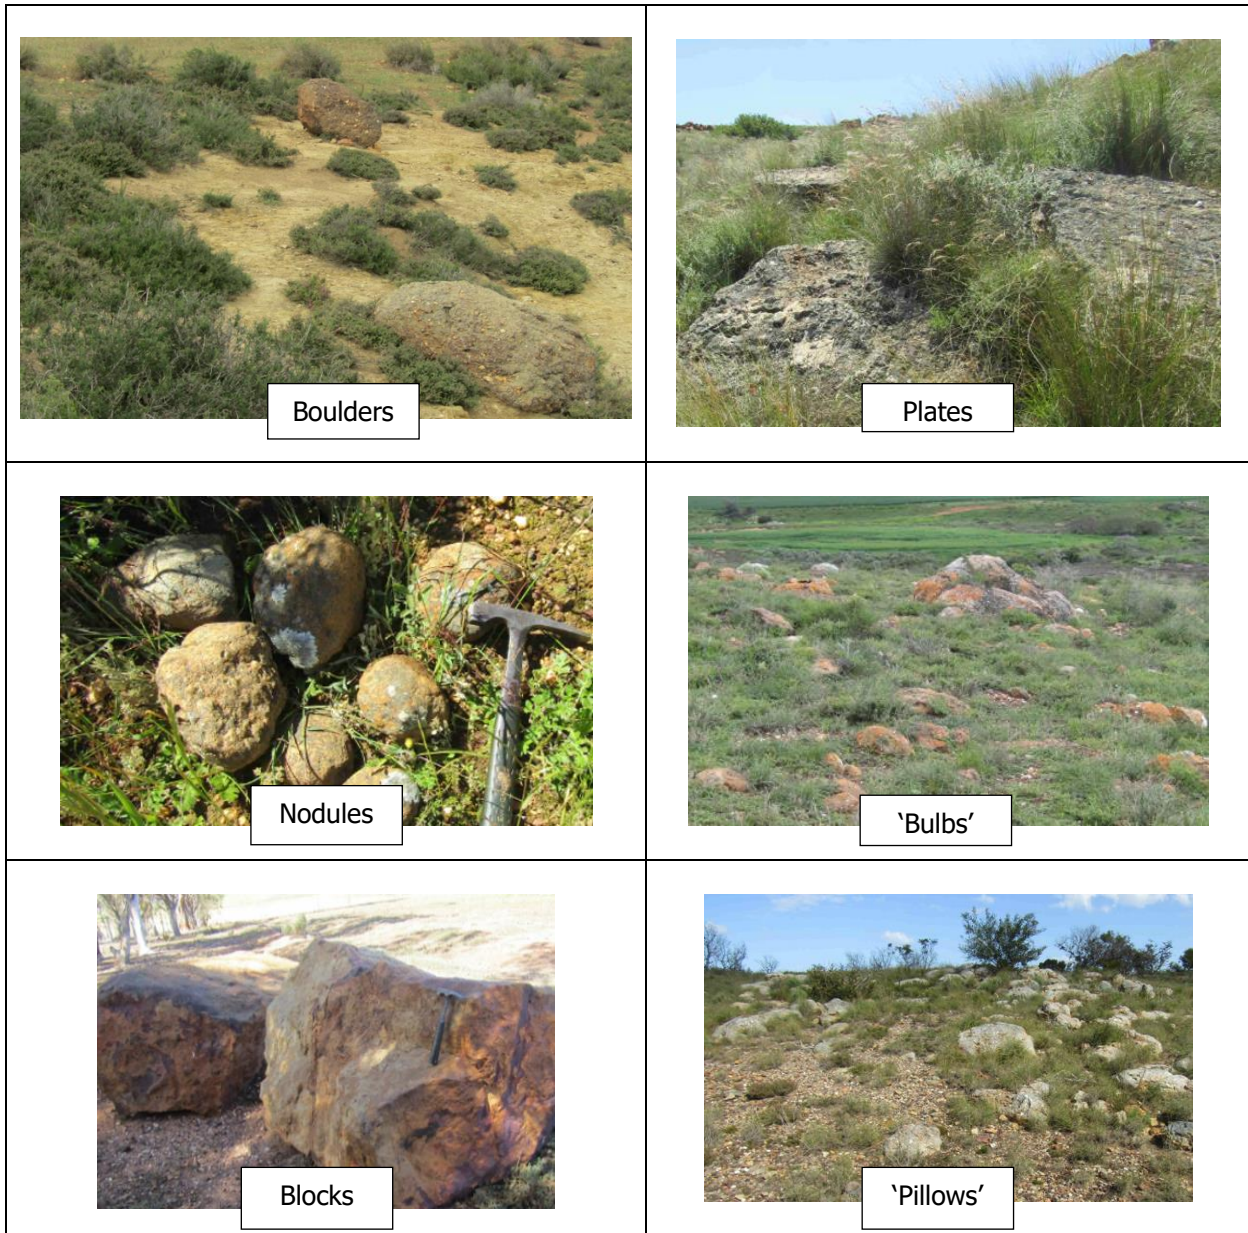 Boulders
Plates
Nodules
‘Bulbs’
Blocks
‘Pillows’